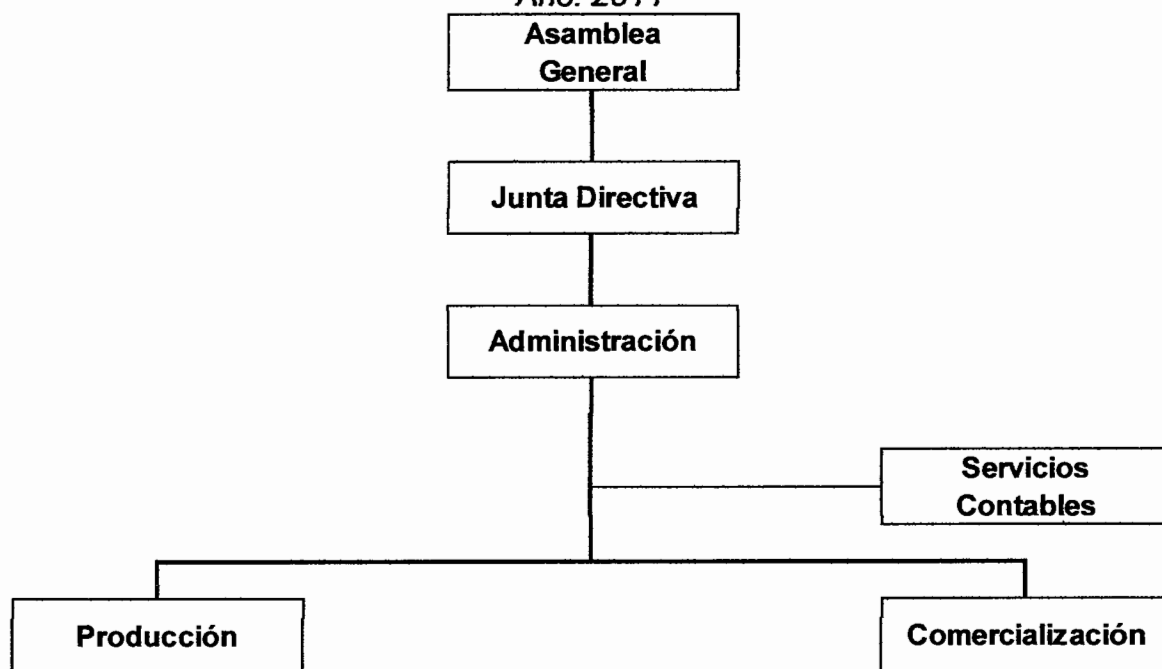 Asamblea
General
Junta Directiva
Administración
Servicios
Contables
Producción
Comercialización